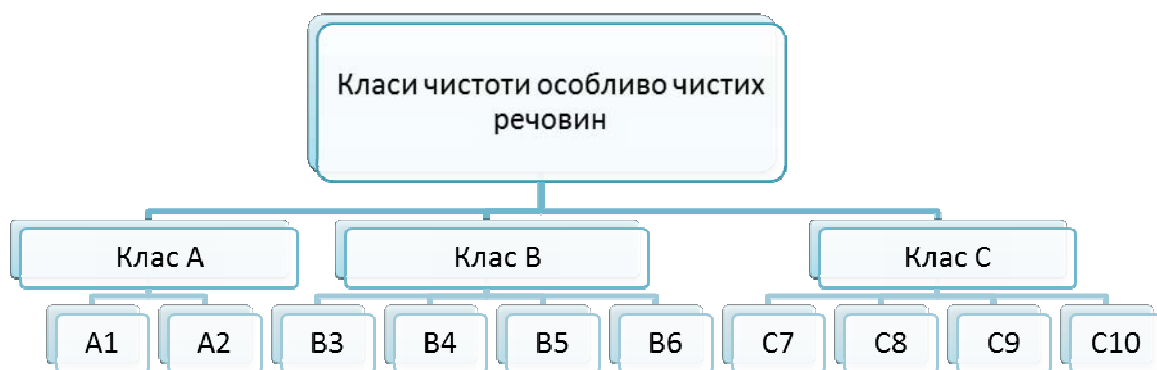 Класи чистоти особливо чистих
речовин
Клас А
Клас В
Клас С
А1
А2
В3
В4
В5
В6
С7
С8
С9
С10